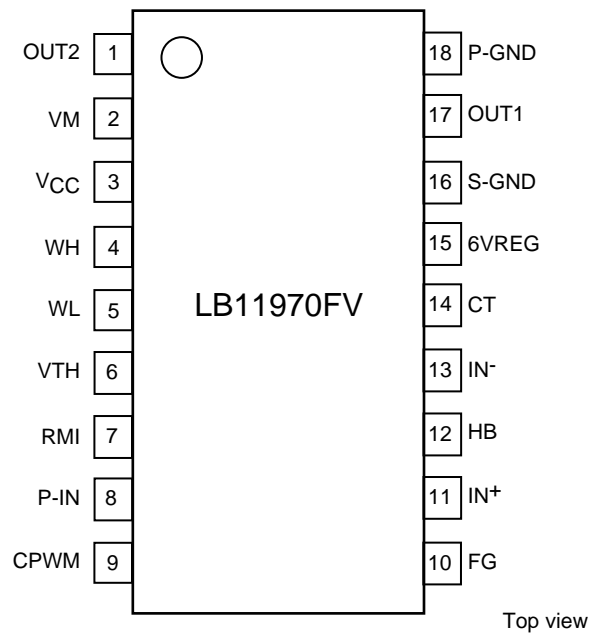 OUT2 1 18 P-GND
VM 2 17 OUT1
VCC 3 16 S-GND
WH 4 15 6VREG
WL 5 LB11970FV 14 CT
VTH 6 13 IN-
RMI 7 12 HB
P-IN 8 11 IN+
CPWM 9 10 FG
Top view